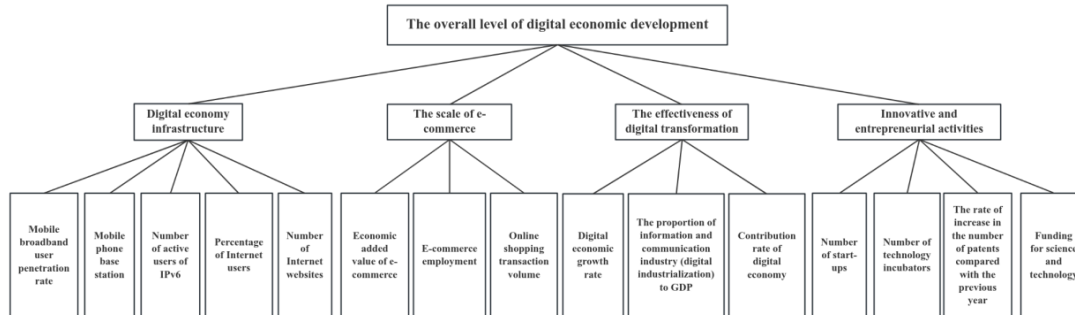 The overall level of digital economic development
Digital economy
infrastructure
The scale of e-
commerce
The effectiveness of
digital transformation
Innovative and
entrepreneurial activities
Mobile
broadband
user
penetration
rate
Mobile
phone
base
station
Number of
active
users of
IPv6
Percentage
of Internet
users
Number
of
Internet
websites
Economic
added
value of e-
commerce
E-commerce
employment
Online
shopping
transaction
volume
Digital
economic
growth
rate
The proportion of
information and
communication
industry (digital
industrialization) to
GDP
Contribution
rate of
digital
economy
Number
of start-
ups
Number of
technology
incubators
The rate of
increase in the
number of
patents
compared
with the
previous
year
Funding
for science
and
technology